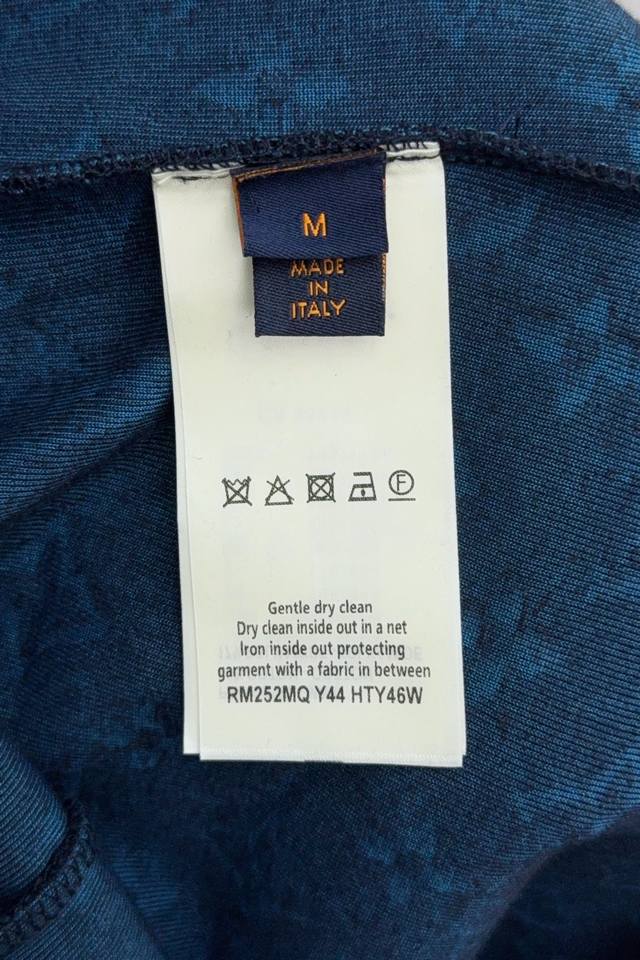 M
MADE
IN
ITALY
F
Gentle dry clean
Dry clean inside out in a net
Iron inside out protecting
garment with a fabric in between
RM252MQ Y44 HTY46W